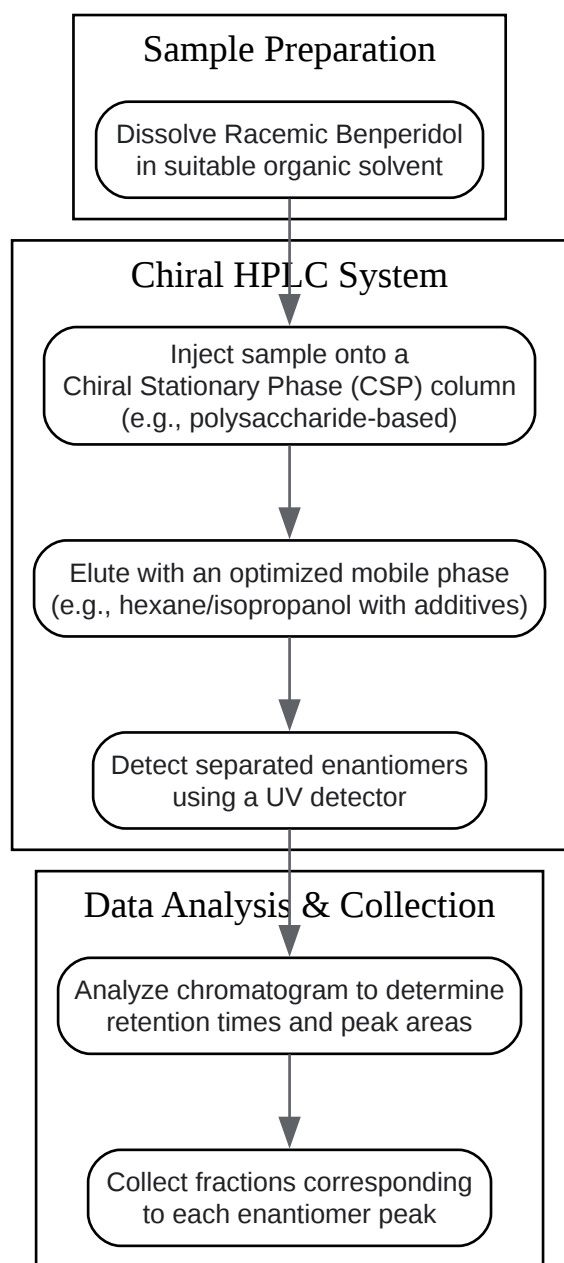 Sample Preparation
Dissolve Racemic Benperidol
in suitable organic solvent
Chiral HPLC System
Inject sample onto a
Chiral Stationary Phase (CSP) column
(e.g., polysaccharide-based)
Elute with an optimized mobile phase
(e.g., hexane/isopropanol with additives)
Detect separated enantiomers
using a UV detector
Data Analysis & Collection
Analyze chromatogram to determine
retention times and peak areas
Collect fractions corresponding
to each enantiomer peak